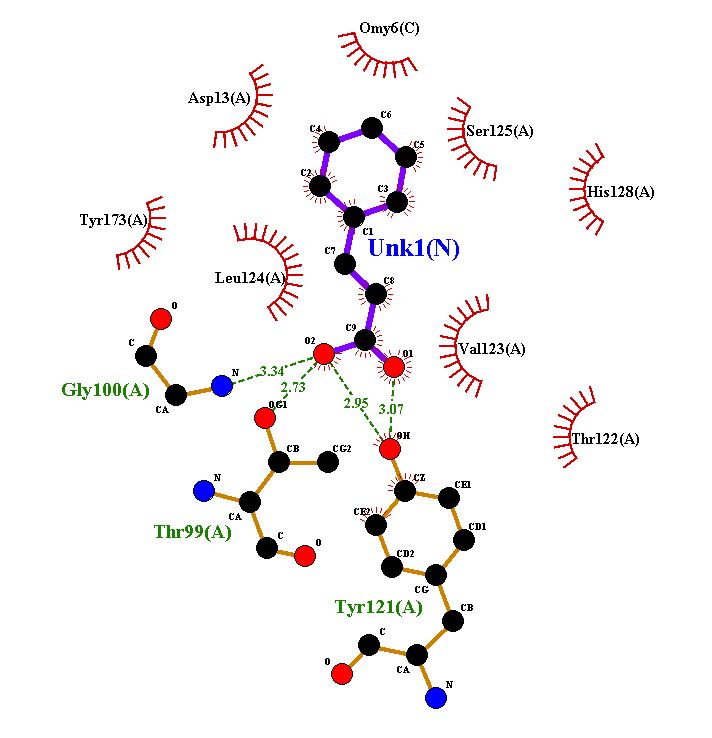 Omy6(C)
Asp13(A)
C6
C4
Ser125(A)
C5
C2
His128(A)
C3
Tyr173(A)
C1
Unk1(N)
C7
Leu124(A)
C8
O
C9
O2
O1
Val123(A)
C
N
3.34
2.73
Gly100(A)
CA
OG1
2.95
3.07
OH
Thr122(A)
CB
CG2
N
CZ
CE1
CA
CE2
CD1
Thr99(A)
C
O
CD2
CG
Tyr121(A)
CB
C
O
CA
N